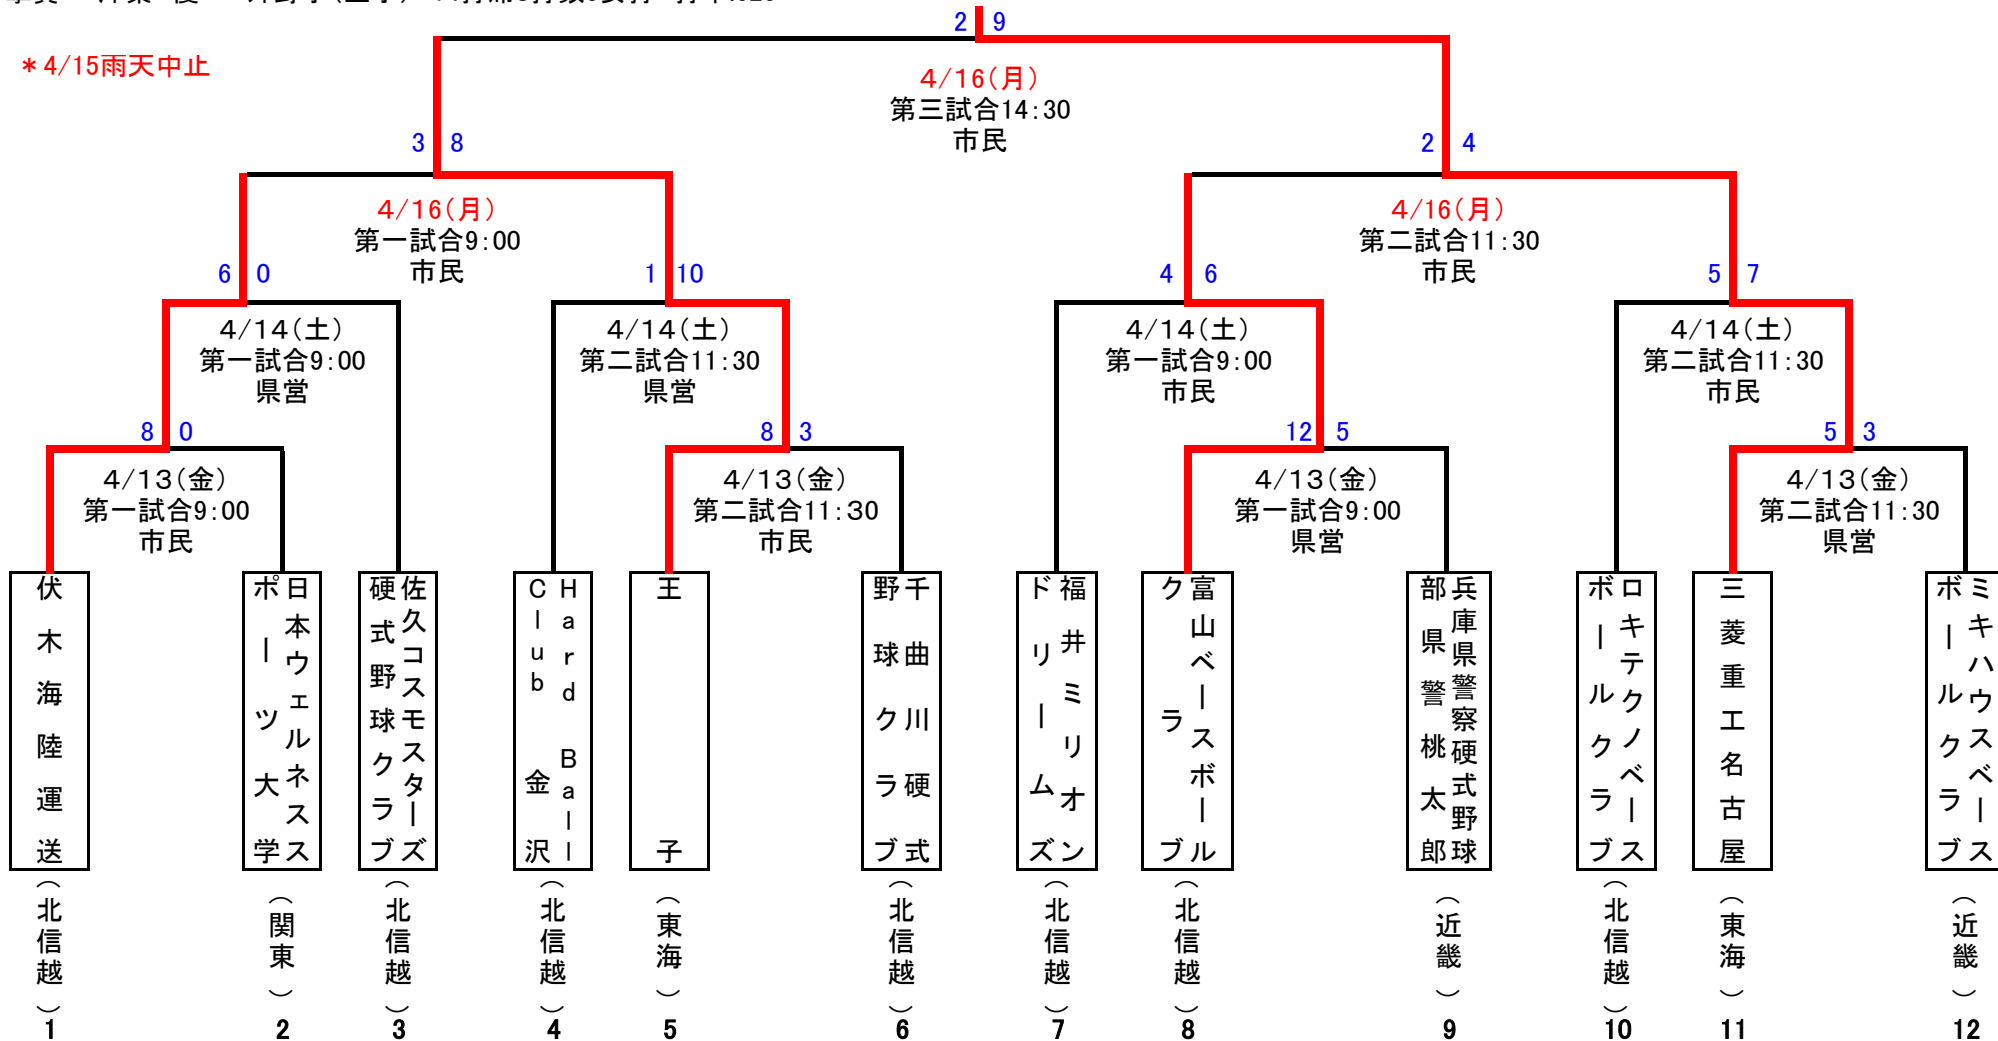 2 9
＊4/15雨天中止
4/16(月)
第三試合14:30
市民
3 8
2 4
4/16(月)
第一試合9:00
市民
4/16(月)
第二試合11:30
市民
6 0
1 10
4 6
5 7
4/14(土)
第一試合9:00
県営
4/14(土)
第二試合11:30
県営
4/14(土)
第一試合9:00
市民
4/14(土)
第二試合11:30
市民
8 0
8 3
12 5
5 3
4/13(金)
第一試合9:00
市民
4/13(金)
第二試合11:30
市民
4/13(金)
第一試合9:00
県営
4/13(金)
第二試合11:30
県営
伏木海陸運送
(北信越)
1
日本ウェルネスス
ポーツ大学
(関東)
2
佐久コスモスターズ
硬式野球クラブ
(北信越)
3
Hard Ball
Club 金沢
(北信越)
4
王子
(東海)
5
千曲川硬式
野球クラブ
(北信越)
6
福井ミリオン
ドリームズ
(北信越)
7
富山ベースボール
クラブ
(北信越)
8
兵庫県警察硬式野球
部県警桃太郎
(近畿)
9
ロキテクノベース
ボールクラブ
(北信越)
10
三菱重工名古屋
(東海)
11
ミキハウスベース
ボールクラブ
(近畿)
12